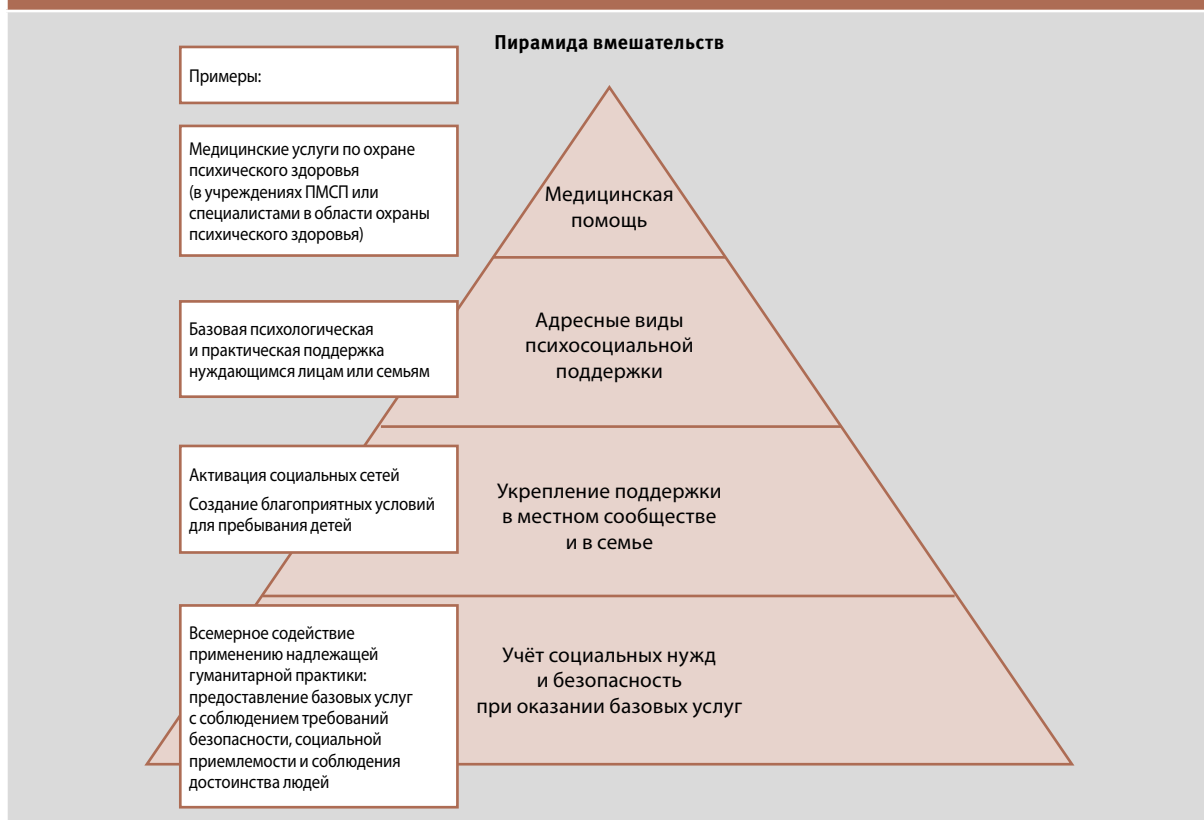 Пирамида вмешательств
Примеры:
Медицинские услуги по охране
психического здоровья
(в учреждениях ПМСП или
специалистами в области охраны
психического здоровья)
Медицинская
помощь
Базовая психологическая
и практическая поддержка
нуждающимся лицам или семьям
Адресные виды
психосоциальной
поддержки
Активация социальных сетей
Создание благоприятных условий
для пребывания детей
Укрепление поддержки
в местном сообществе
и в семье
Всемерное содействие
применению надлежащей
гуманитарной практики:
предоставление базовых услуг
с соблюдением требований
безопасности, социальной
приемлемости и соблюдения
достоинства людей
Учёт социальных нужд
и безопасность
при оказании базовых услуг